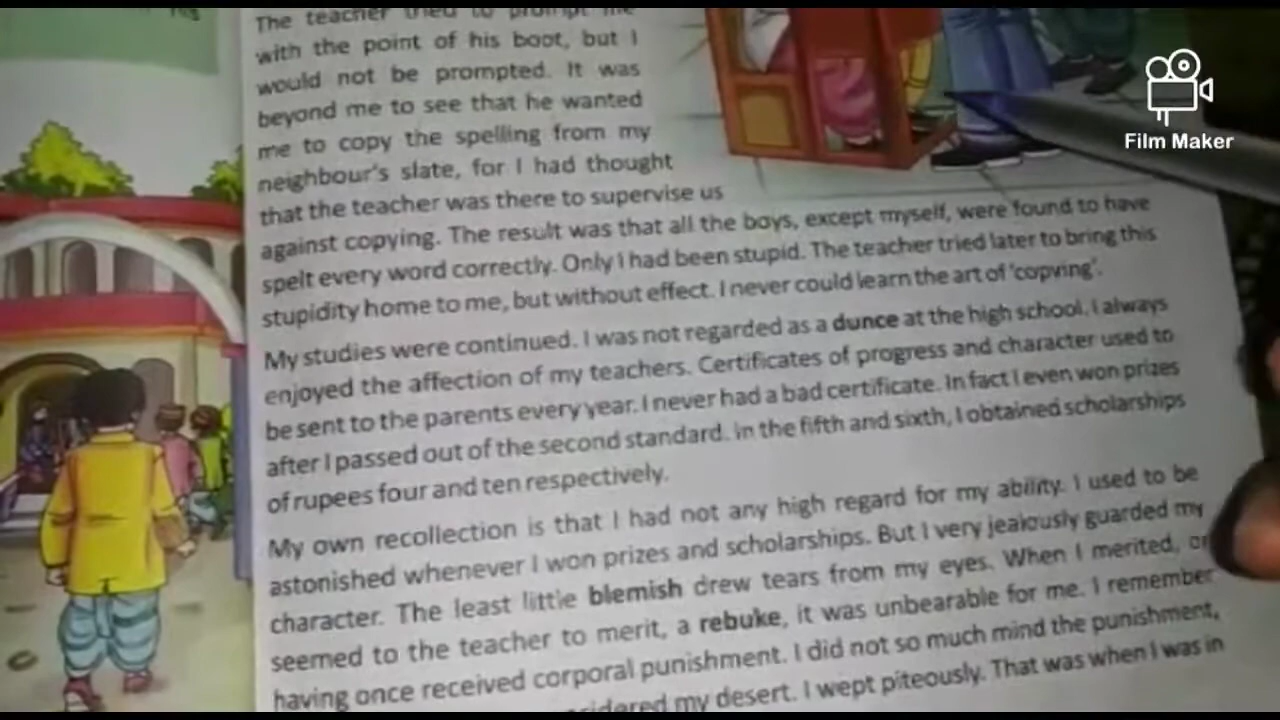 The teacher tried to prompt me
with the point of his boot, but I
would not be prompted. It was
beyond me to see that he wanted
me to copy the spelling from my
neighbour's slate, for I had thought
that the teacher was there to supervise us
against copying. The result was that all the boys, except myself, were found to have
spelt every word correctly. Only I had been stupid. The teacher tried later to bring this
stupidity home to me, but without effect. I never could learn the art of 'copying'.
My studies were continued. I was not regarded as a dunce at the high school. I always
enjoyed the affection of my teachers. Certificates of progress and character used to
be sent to the parents every year. I never had a bad certificate. In fact I even won prizes
after I passed out of the second standard. In the fifth and sixth, I obtained scholarships
of rupees four and ten respectively.
My own recollection is that I had not any high regard for my ability. I used to be
astonished whenever I won prizes and scholarships. But I very jealously guarded my
character. The least little blemish drew tears from my eyes. When I merited, or
seemed to the teacher to merit, a rebuke, it was unbearable for me. I remember
having once received corporal punishment. I did not so much mind the punishment,
my desert. I wept piteously. That was when I was in
Film Maker